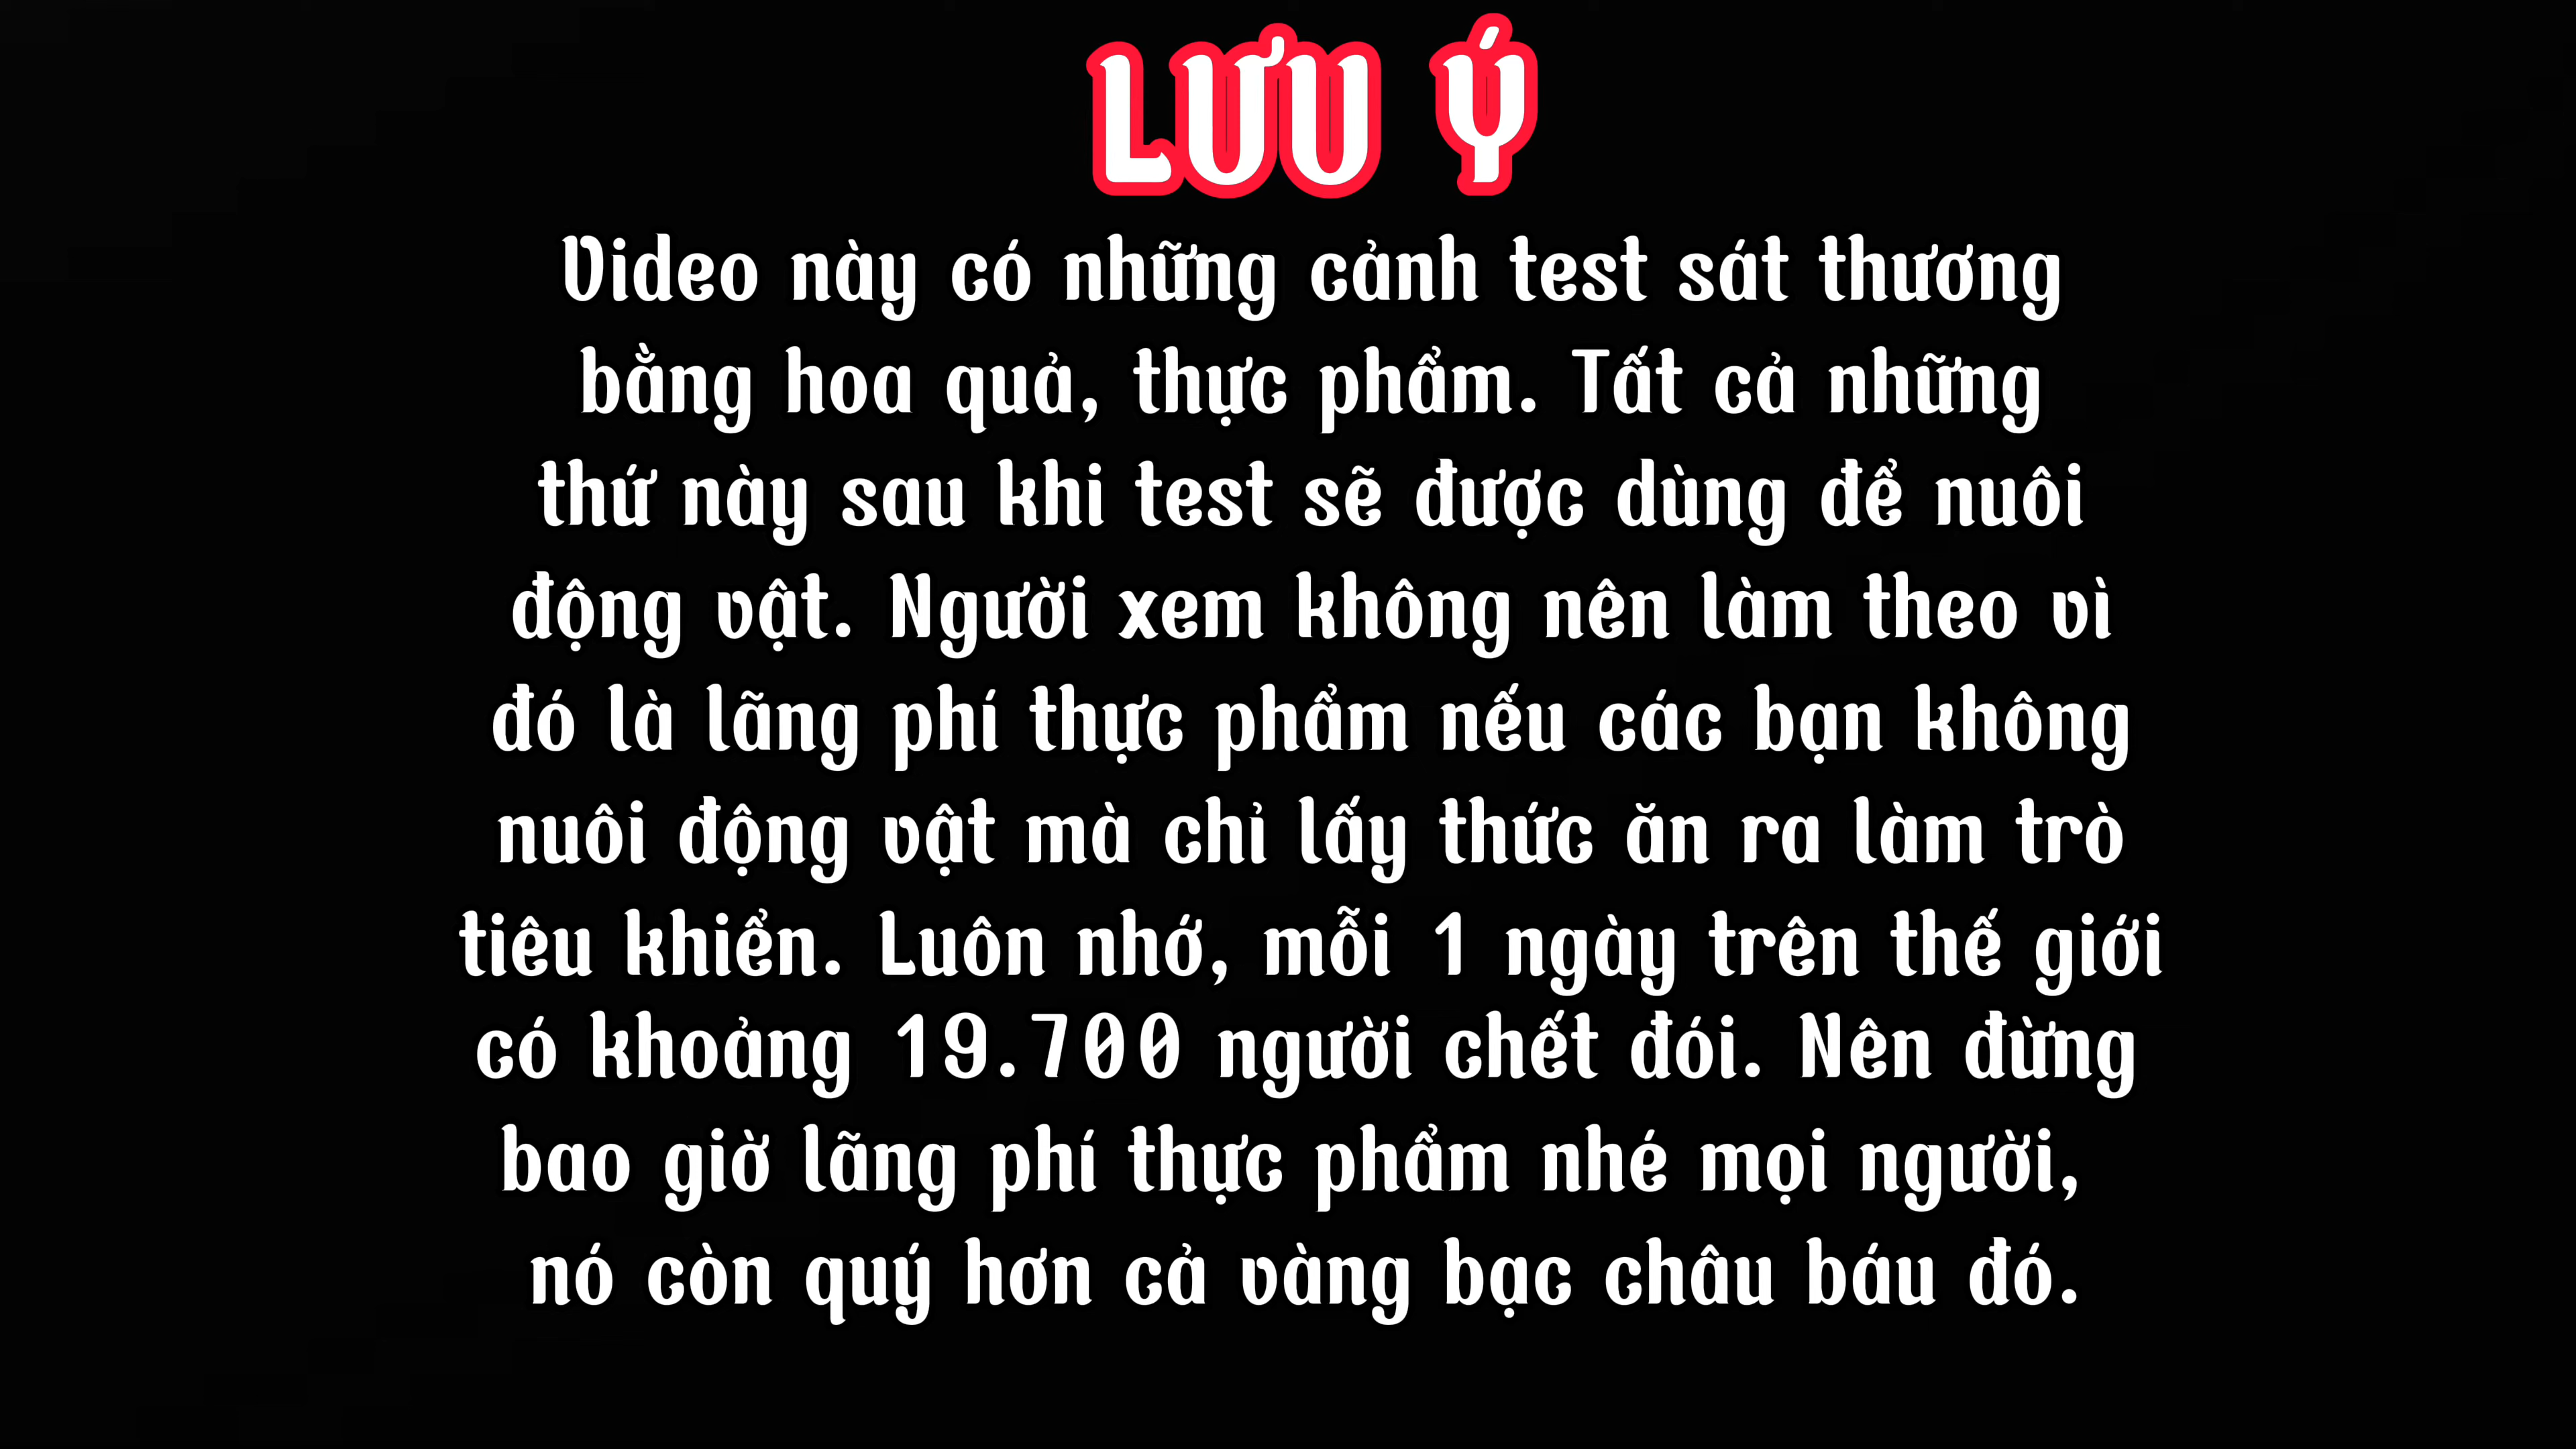 LƯU Ý
Video này có những cảnh test sát thương
bằng hoa quả, thực phẩm. Tất cả những
thứ này sau khi test sẽ được dùng để nuôi
động vật. Người xem không nên làm theo vì
đó là lãng phí thực phẩm nếu các bạn không
nuôi động vật mà chỉ lấy thức ăn ra làm trò
tiêu khiển. Luôn nhớ, mỗi 1 ngày trên thế giới
có khoảng 19.700 người chết đói. Nên đừng
bao giờ lãng phí thực phẩm nhé mọi người,
nó còn quý hơn cả vàng bạc châu báu đó.